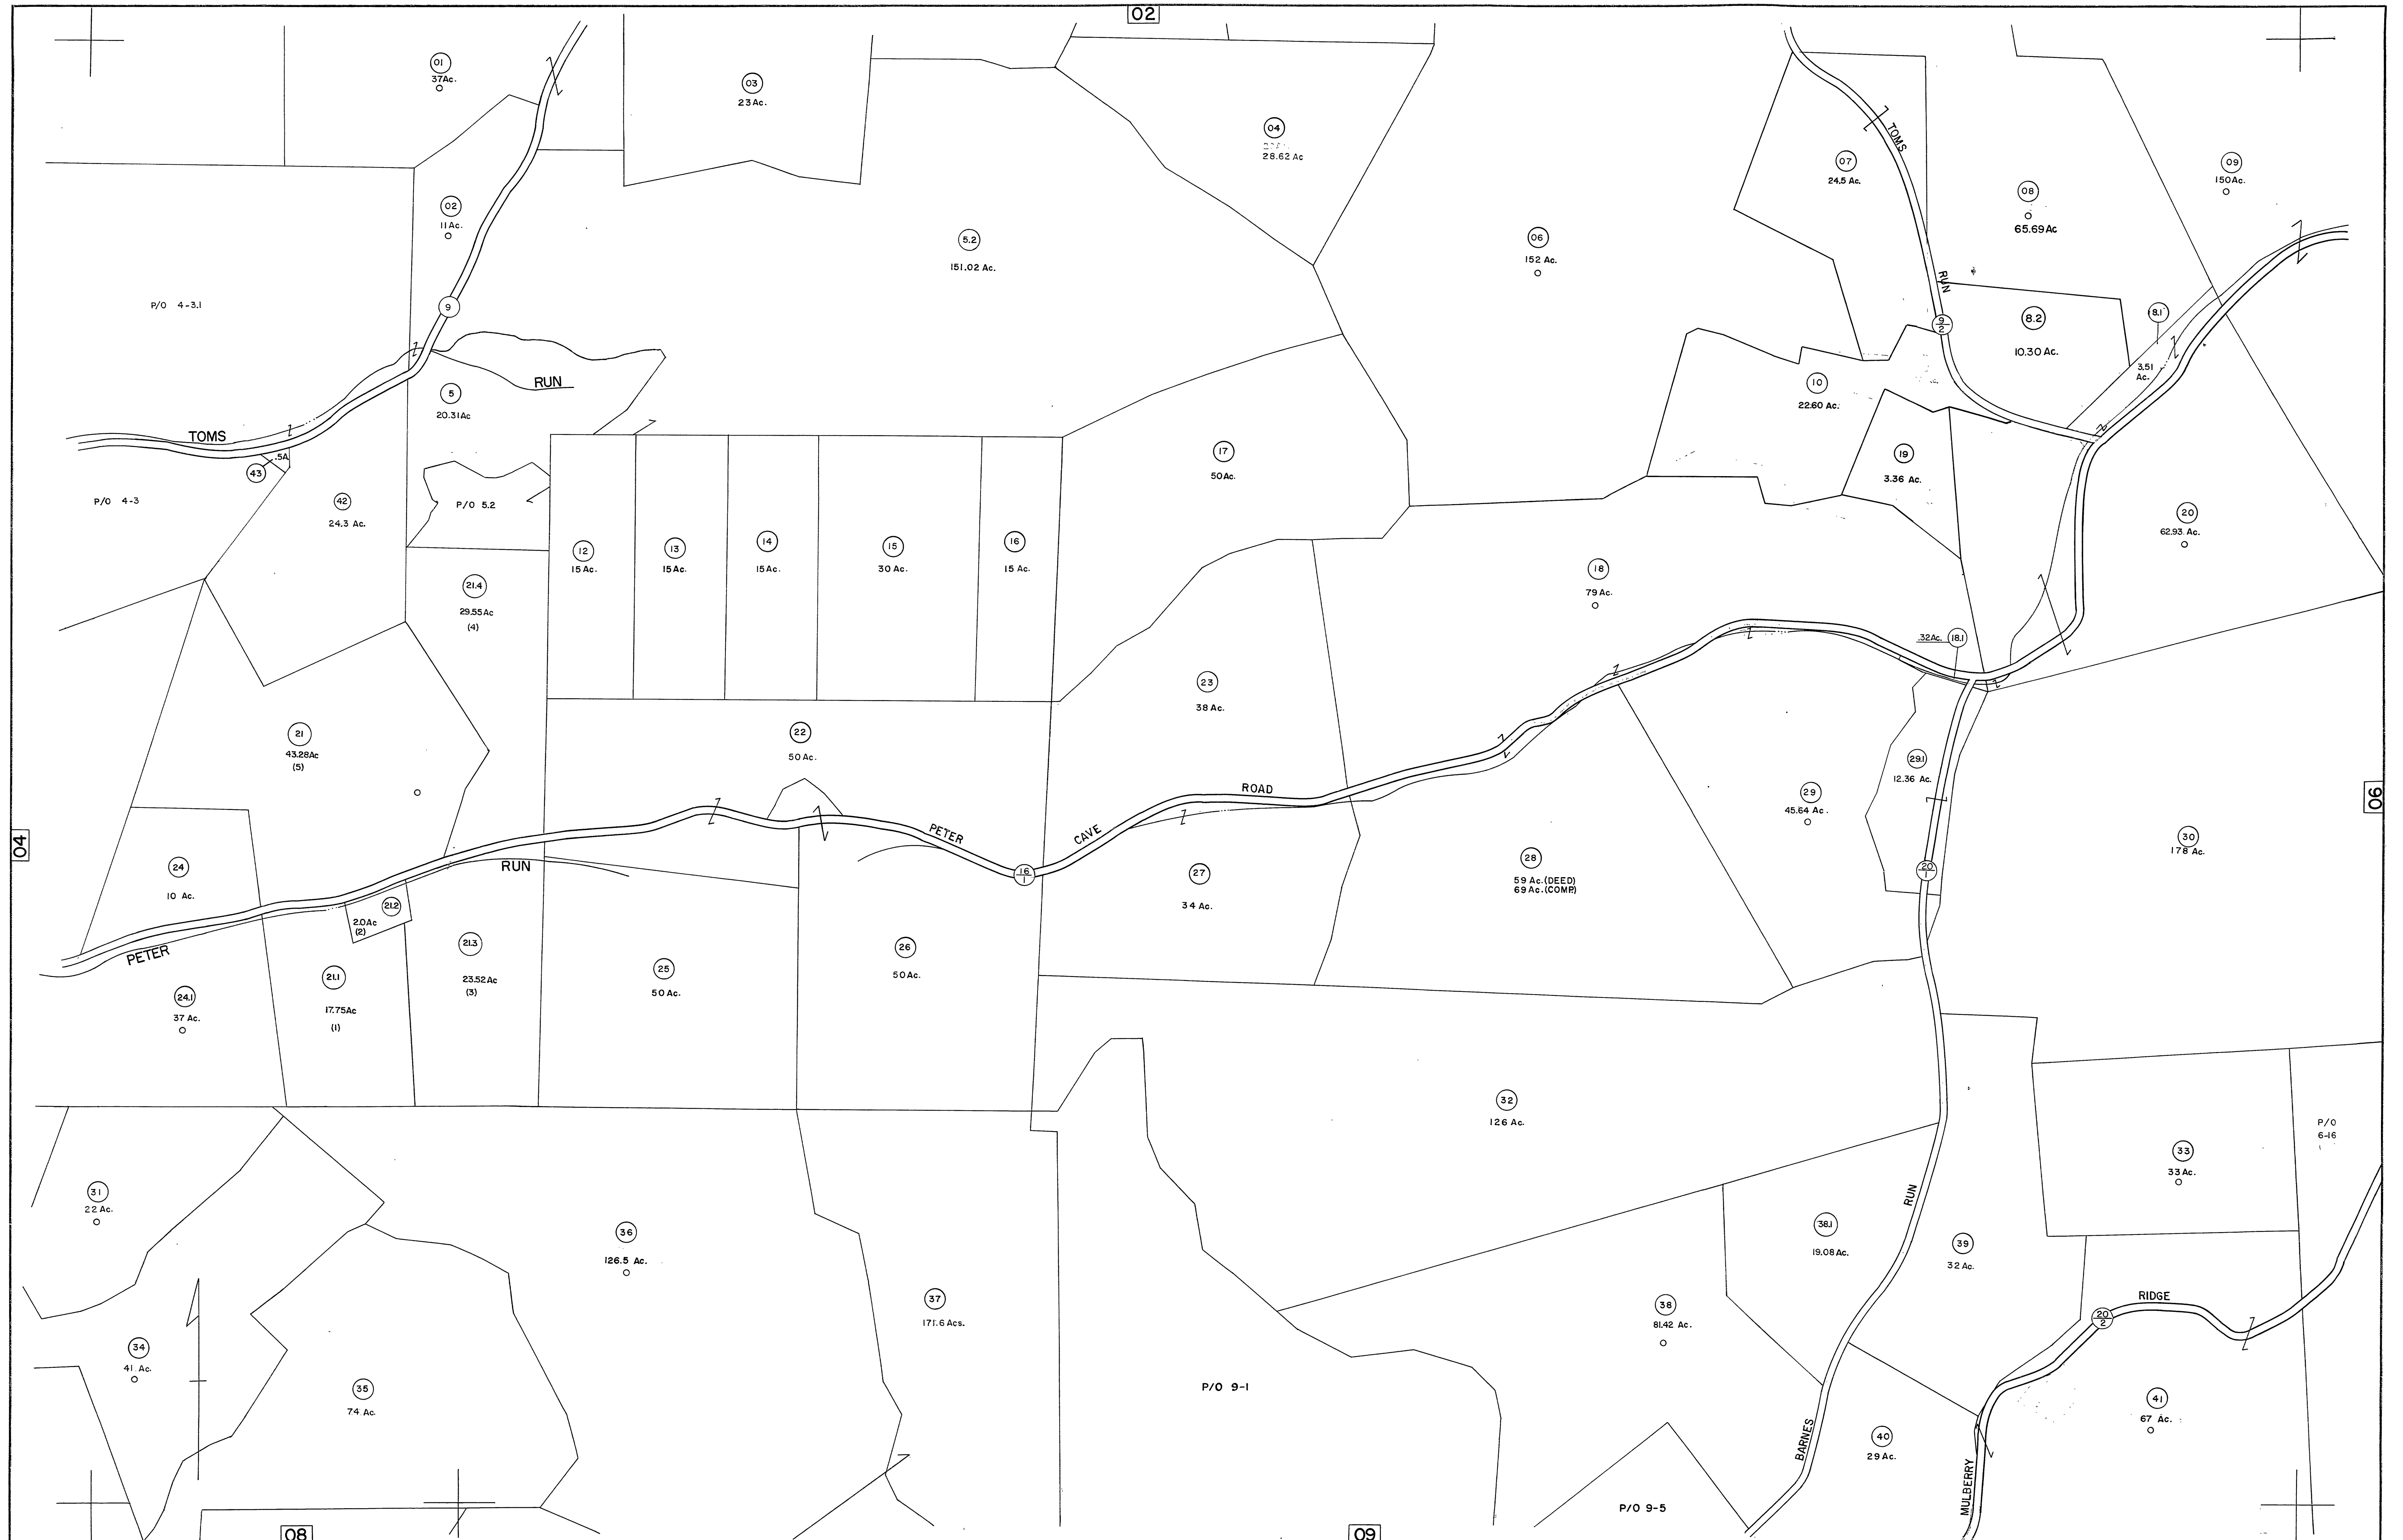 02
01
37Ac.
03
23 Ac.
04
28.62 Ac
TOMS
07
24.5 Ac.
08
65.69 Ac
09
150Ac.
02
11Ac.
5.2
151.02 Ac.
06
152 Ac.
RUN
P/O 4-3.1
9
9
2
8.2
10.30 Ac.
8.1
3.51
Ac.
5
20.31Ac
RUN
10
22.60 Ac.
TOMS
43
.5A
17
50Ac.
19
3.36 Ac.
P/O 4-3
42
24.3 Ac.
P/O 5.2
20
62.93 Ac.
12
15 Ac.
13
15 Ac.
14
15Ac.
15
30 Ac.
16
15 Ac.
18
79 Ac.
21.4
29.55Ac
(4)
.32Ac.
18.1
23
38 Ac.
21
43.28Ac
(5)
22
50 Ac.
ROAD
29.1
12.36 Ac.
29
45.64 Ac.
06
04
PETER
CAVE
30
178 Ac.
24
10 Ac.
RUN
16
1
27
34 Ac.
28
59 Ac.(DEED)
69 Ac.(COMP.)
20
1
21.2
2.0Ac
(2)
PETER
21.3
23.52Ac
(3)
25
50 Ac.
26
50 Ac.
24.1
37 Ac.
21.1
17.75Ac
(1)
32
126 Ac.
P/O
6-16
33
33 Ac.
31
22 Ac.
36
126.5 Ac.
RUN
38.1
19.08 Ac.
39
32 Ac.
37
171.6 Acs.
38
81.42 Ac.
RIDGE
20
2
34
41. Ac.
35
74. Ac.
P/O 9-1
41
67 Ac.
BARNES
40
29 Ac.
MULBERRY
P/O 9-5
08
09